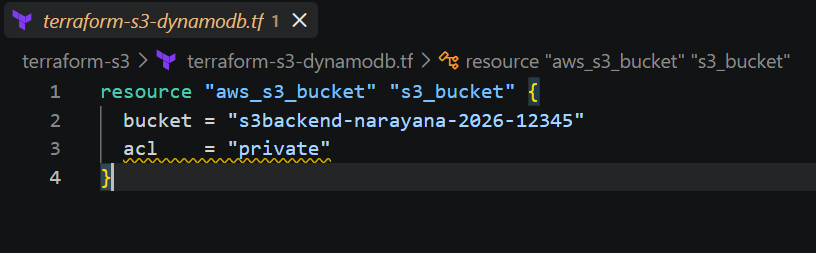 terraform-s3-dynamodb.tf 1
terraform-s3 > terraform-s3-dynamodb.tf > resource "aws_s3_bucket" "s3_bucket"
1 resource "aws_s3_bucket" "s3_bucket" {
2   bucket = "s3backend-narayana-2026-12345"
3   acl    = "private"
4 }